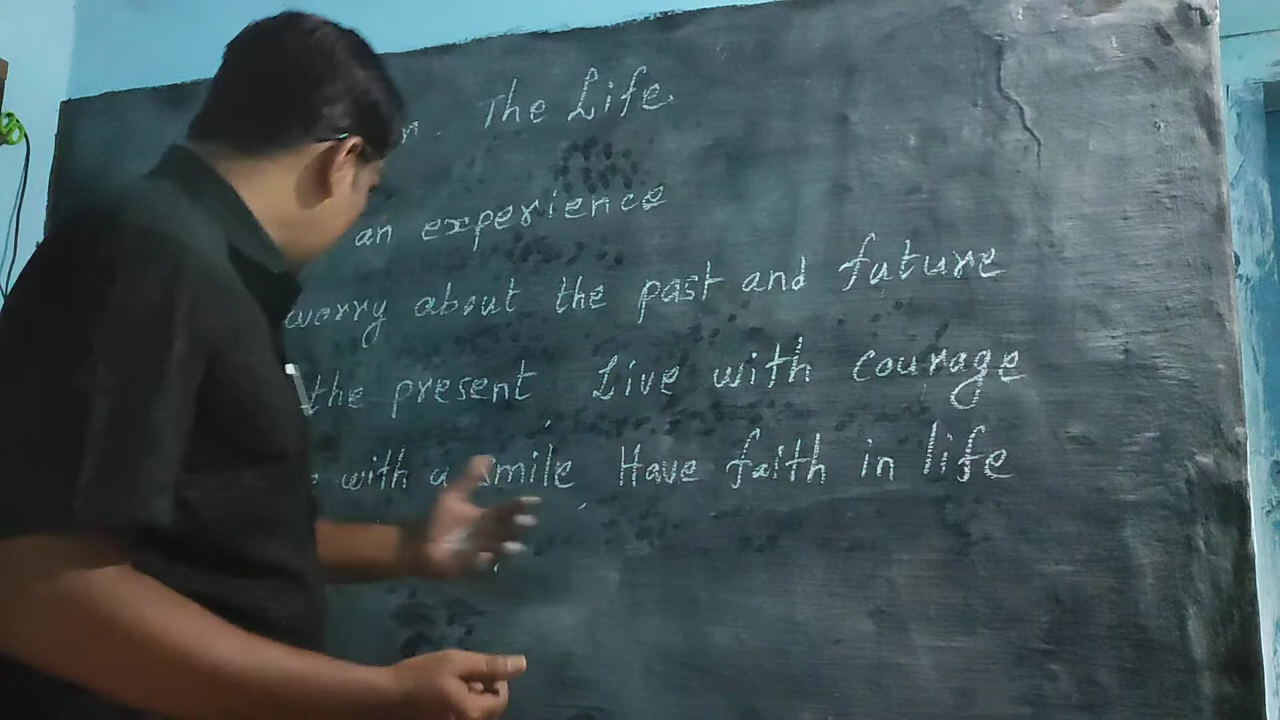 The Life
an experience
worry about the past and future
the present Live with courage
with a smile Have faith in life